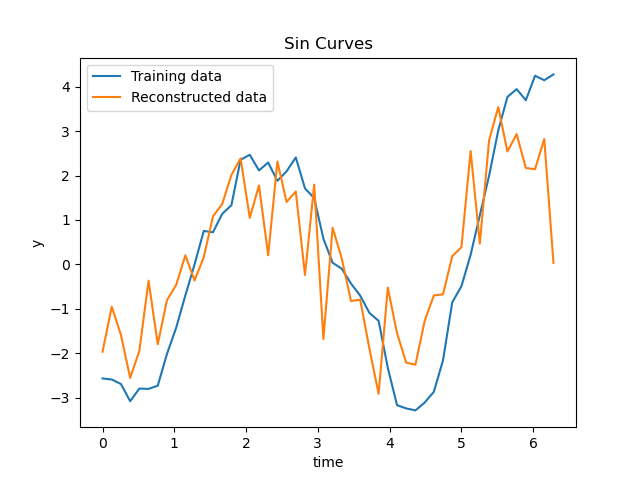 Sin Curves
Training data
Reconstructed data
4
3
2
1
0
−1
−2
−3
y
0 1 2 3 4 5 6
time